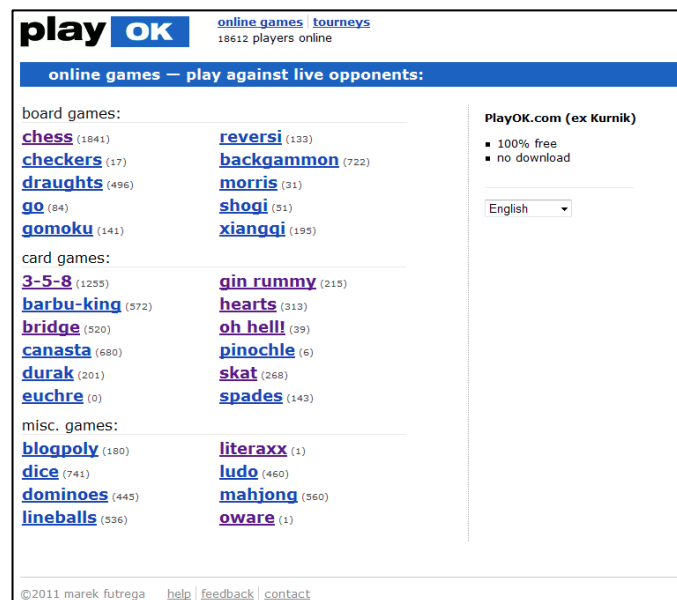 play OK
online games tourneys
18612 players online
online games — play against live opponents:
board games:
chess (1841)
checkers (17)
draughts (496)
go (84)
gomoku (141)
reversi (133)
backgammon (722)
morris (31)
shogi (51)
xiangqi (195)
card games:
3-5-8 (1255)
barbu-king (572)
bridge (520)
canasta (680)
durak (201)
euchre (0)
gin rummy (215)
hearts (313)
oh hell! (39)
pinochle (6)
skat (268)
spades (143)
misc. games:
blogpoly (180)
dice (741)
dominoes (445)
lineballs (536)
literaxx (1)
ludo (460)
mahjong (560)
oware (1)
PlayOK.com (ex Kurnik)
100% free
no download
English
©2011 marek futrega help feedback contact